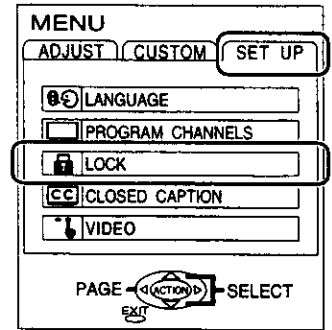 MENU
ADJUST CUSTOM SET UP
LANGUAGE
PROGRAM CHANNELS
LOCK
CC CLOSED CAPTION
VIDEO
PAGE ACTION SELECT
EXIT